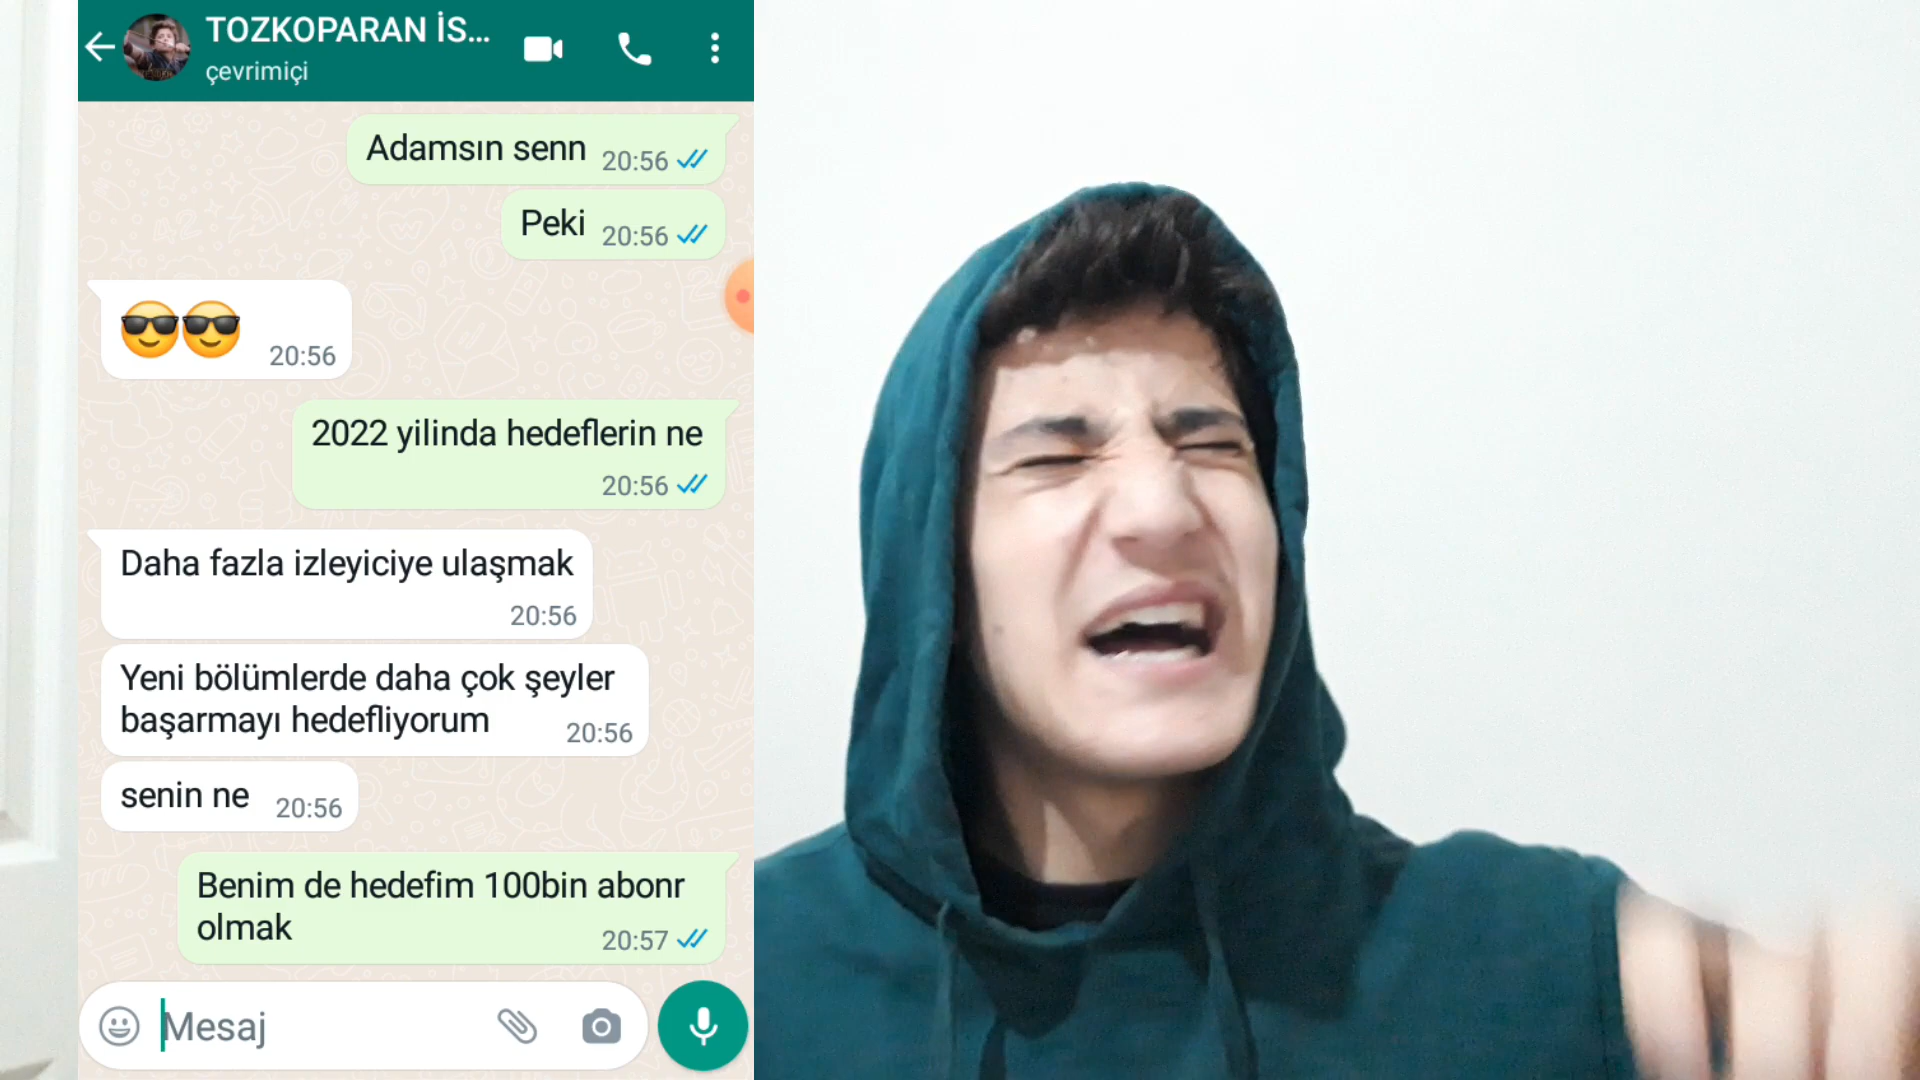 TOZKOPARAN İS...
çevrimiçi
Adamsın senn 20:56
Peki 20:56
😎😎 20:56
2022 yilinda hedeflerin ne
20:56
Daha fazla izleyiciye ulaşmak
20:56
Yeni bölümlerde daha çok şeyler
başarmayı hedefliyorum 20:56
senin ne 20:56
Benim de hedefim 100bin abonr
olmak 20:57
Mesaj